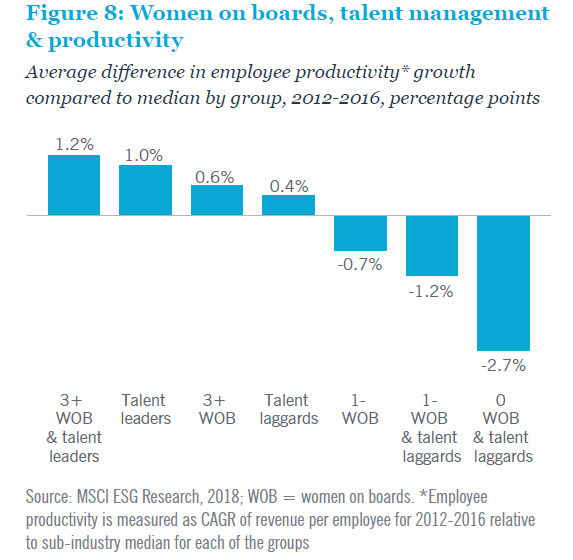 Figure 8: Women on boards, talent management
& productivity
Average difference in employee productivity* growth
compared to median by group, 2012-2016, percentage points
1.2%
1.0%
0.6%
0.4%
-0.7%
-1.2%
-2.7%
3+
WOB
& talent
leaders
Talent
leaders
3+
WOB
Talent
laggards
1-
WOB
1-
WOB
& talent
laggards
0
WOB
& talent
laggards
Source: MSCI ESG Research, 2018; WOB = women on boards. *Employee
productivity is measured as CAGR of revenue per employee for 2012-2016 relative
to sub-industry median for each of the groups